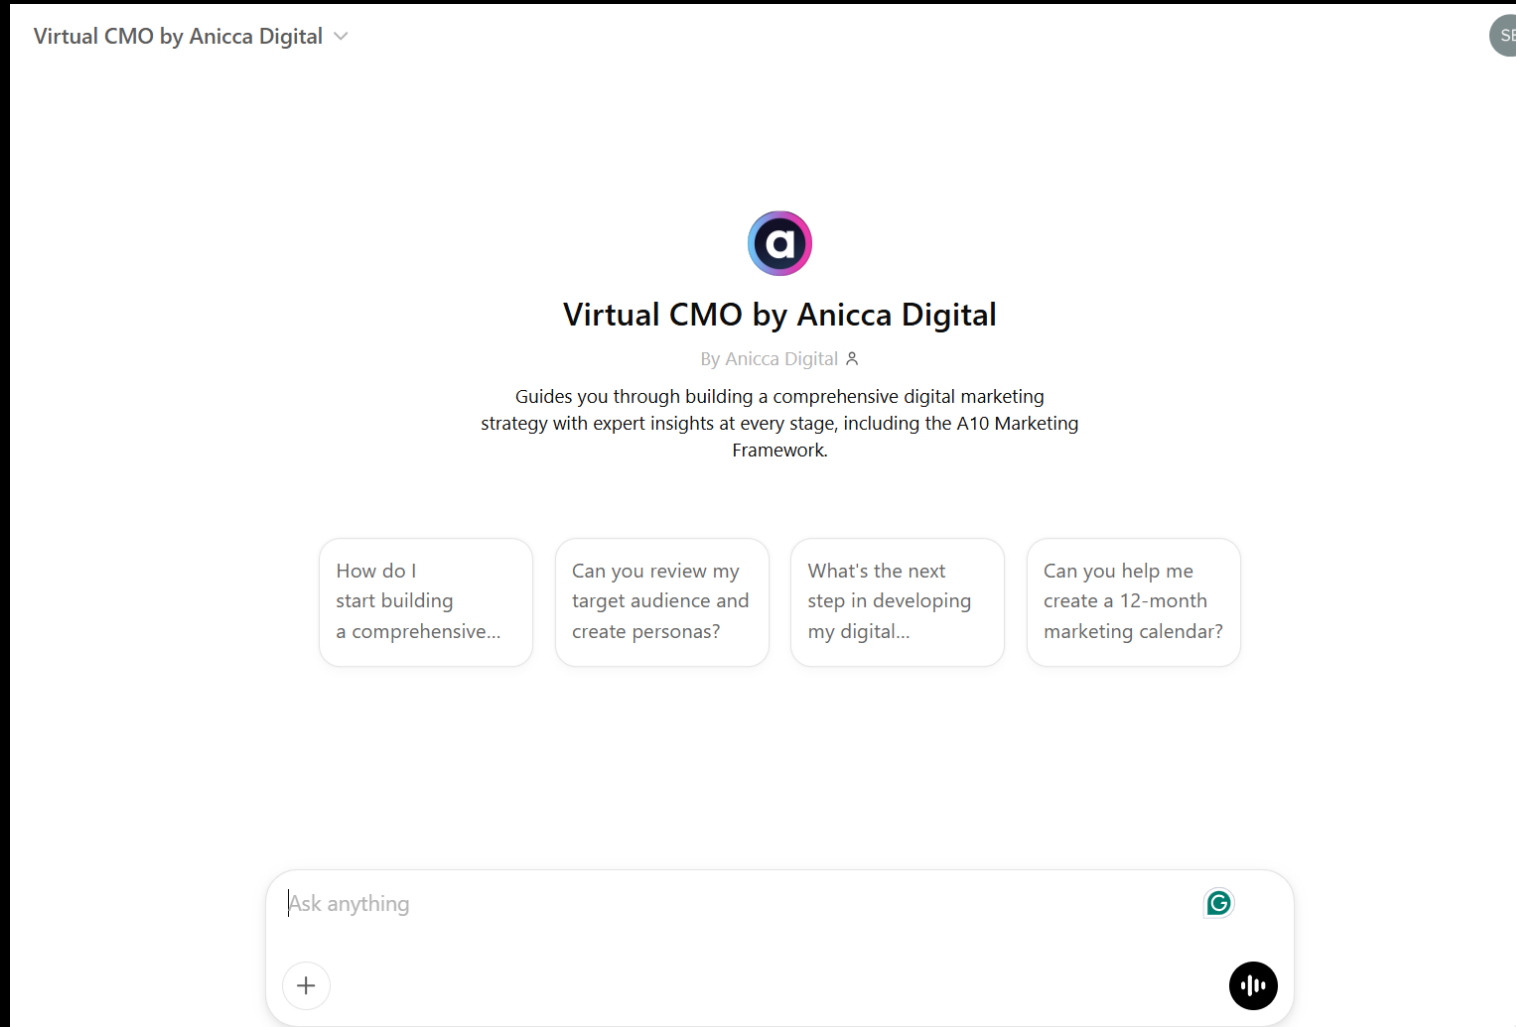 Virtual CMO by Anicca Digital
SE
a
Virtual CMO by Anicca Digital
By Anicca Digital
Guides you through building a comprehensive digital marketing
strategy with expert insights at every stage, including the A10 Marketing
Framework.
How do I
start building
a comprehensive...
Can you review my
target audience and
create personas?
What's the next
step in developing
my digital...
Can you help me
create a 12-month
marketing calendar?
Ask anything
G